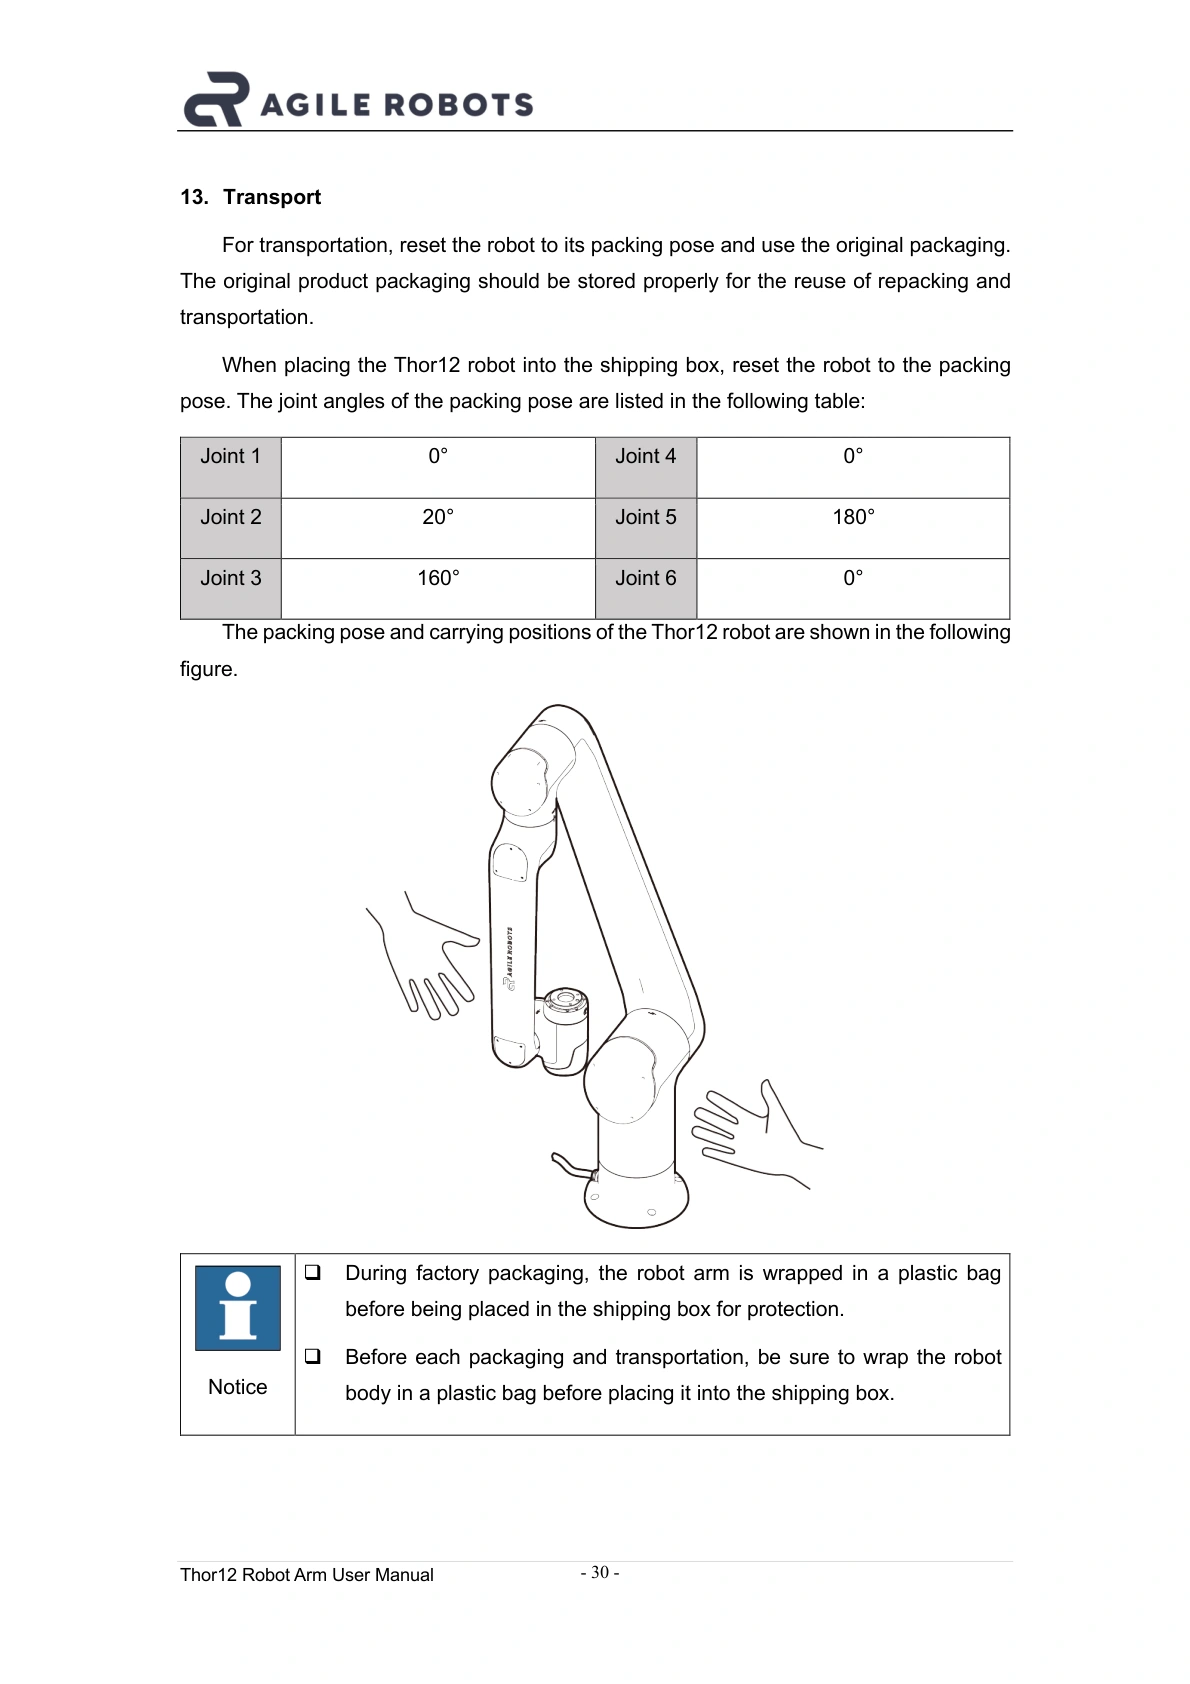 AGILE ROBOTS
13. Transport
For transportation, reset the robot to its packing pose and use the original packaging.
The original product packaging should be stored properly for the reuse of repacking and
transportation.
When placing the Thor12 robot into the shipping box, reset the robot to the packing
pose. The joint angles of the packing pose are listed in the following table:
Joint 1 0° Joint 4 0°
Joint 2 20° Joint 5 180°
Joint 3 160° Joint 6 0°
The packing pose and carrying positions of the Thor12 robot are shown in the following
figure.
AGILE ROBOTS
❑ During factory packaging, the robot arm is wrapped in a plastic bag
before being placed in the shipping box for protection.
❑ Before each packaging and transportation, be sure to wrap the robot
body in a plastic bag before placing it into the shipping box.
Notice
Thor12 Robot Arm User Manual - 30 -